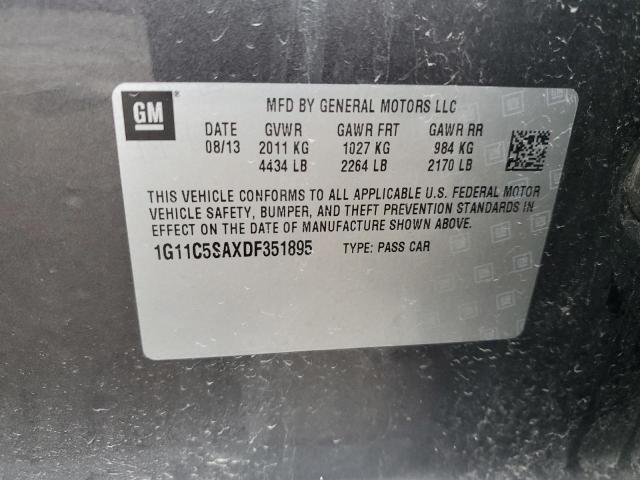 GM
MFD BY GENERAL MOTORS LLC
DATE GVWR GAWR FRT GAWR RR
08/13 2011 KG 1027 KG 984 KG
4434 LB 2264 LB 2170 LB
THIS VEHICLE CONFORMS TO ALL APPLICABLE U.S. FEDERAL MOTOR
VEHICLE SAFETY, BUMPER, AND THEFT PREVENTION STANDARDS IN
EFFECT ON THE DATE OF MANUFACTURE SHOWN ABOVE.
1G11C5SAXDF351895 TYPE: PASS CAR